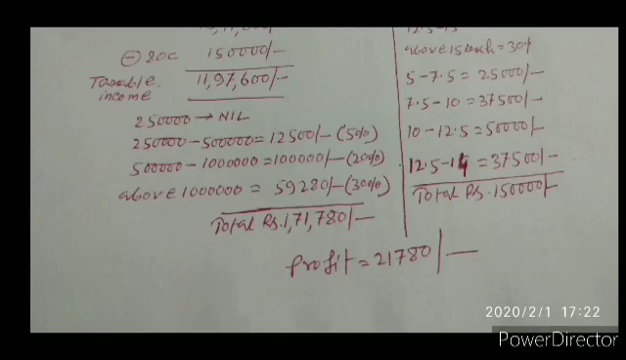 ⊖ 80C 150000/-
Taxable income 11,97,600/-
250000 → NIL
250000 - 500000 = 12500/- (5%)
500000 - 1000000 = 100000/- (20%)
above 1000000 = 59280/- (30%)
Total Rs. 1,71,780/-
above 15 lakh = 30%
5 - 7.5 = 25000/-
7.5 - 10 = 37500/-
10 - 12.5 = 50000/-
12.5 - 14 = 37500/-
Total Rs. 150000/-
Profit = 21780/-
2020/2/1 17:22
PowerDirector